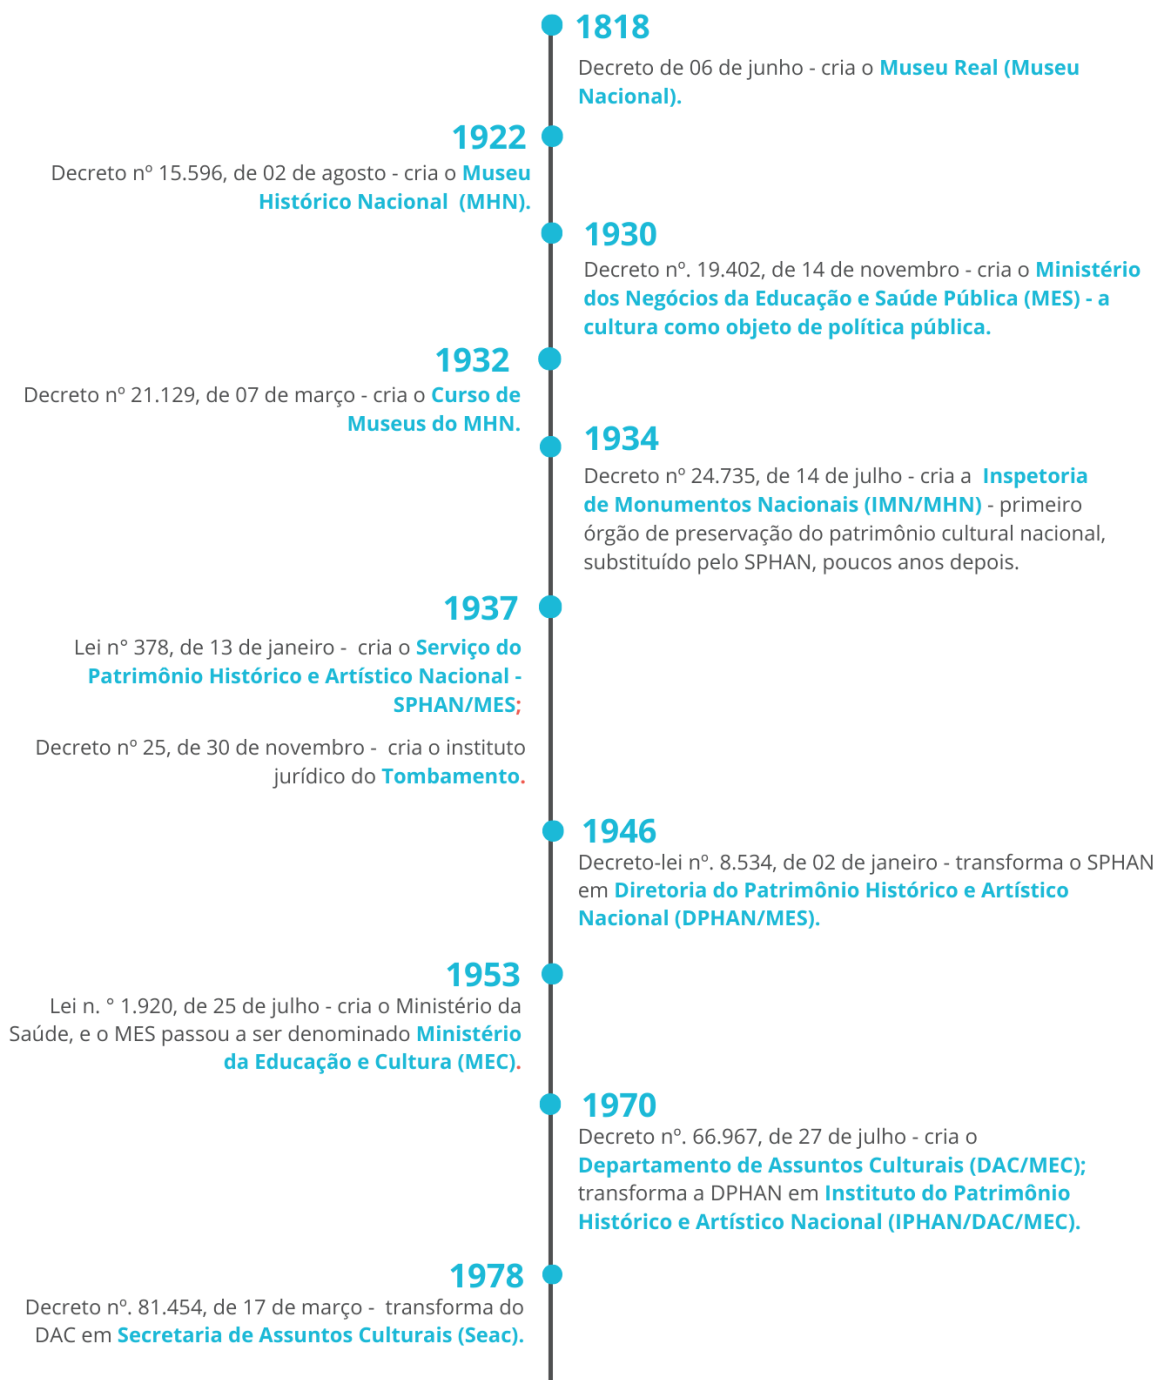 1818
Decreto de 06 de junho - cria o Museu Real (Museu
Nacional).
1922
Decreto nº 15.596, de 02 de agosto - cria o Museu
Histórico Nacional (MHN).
1930
Decreto nº. 19.402, de 14 de novembro - cria o Ministério
dos Negócios da Educação e Saúde Pública (MES) - a
cultura como objeto de política pública.
1932
Decreto nº 21.129, de 07 de março - cria o Curso de
Museus do MHN.
1934
Decreto nº 24.735, de 14 de julho - cria a Inspetoria
de Monumentos Nacionais (IMN/MHN) - primeiro
órgão de preservação do patrimônio cultural nacional,
substituído pelo SPHAN, poucos anos depois.
1937
Lei n° 378, de 13 de janeiro - cria o Serviço do
Patrimônio Histórico e Artístico Nacional -
SPHAN/MES;
Decreto nº 25, de 30 de novembro - cria o instituto
jurídico do Tombamento.
1946
Decreto-lei nº. 8.534, de 02 de janeiro - transforma o SPHAN
em Diretoria do Patrimônio Histórico e Artístico
Nacional (DPHAN/MES).
1953
Lei n. ° 1.920, de 25 de julho - cria o Ministério da
Saúde, e o MES passou a ser denominado Ministério
da Educação e Cultura (MEC).
1970
Decreto nº. 66.967, de 27 de julho - cria o
Departamento de Assuntos Culturais (DAC/MEC);
transforma a DPHAN em Instituto do Patrimônio
Histórico e Artístico Nacional (IPHAN/DAC/MEC).
1978
Decreto nº. 81.454, de 17 de março - transforma do
DAC em Secretaria de Assuntos Culturais (Seac).